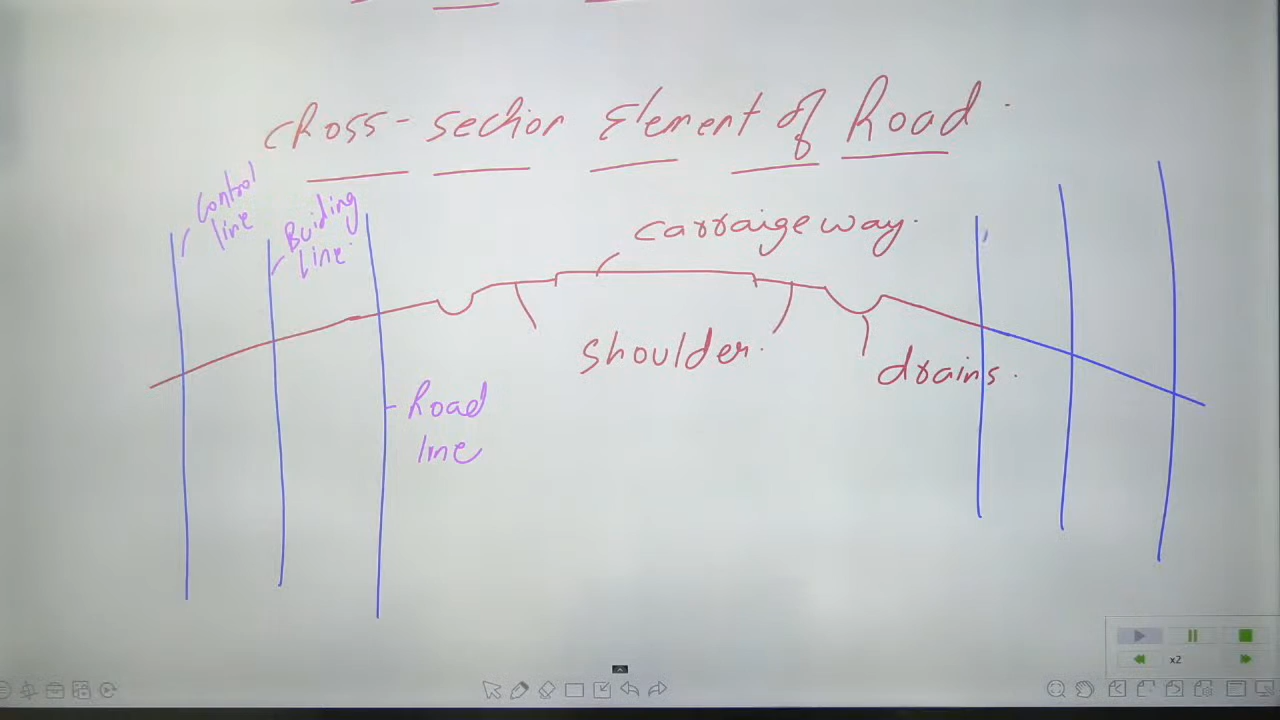 Cross-section Element of Road.
Control
line
Buiding
line.
carraige way.
shoulder.
drains.
Road
line
x2